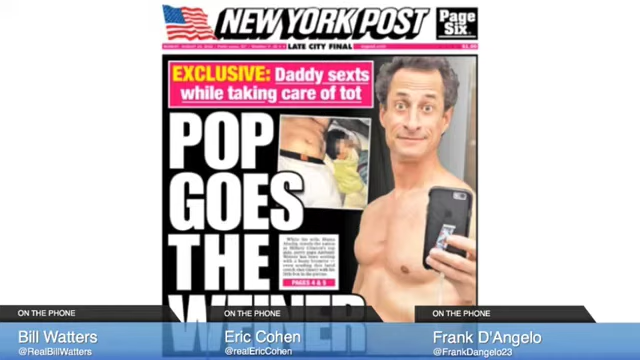 NEW YORK POST
Page
Six
LATE CITY FINAL
EXCLUSIVE: Daddy sexts
while taking care of tot
POP
GOES
THE
WEINER
PAGES 4 & 5
ON THE PHONE
Bill Watters
@RealBillWatters
ON THE PHONE
Eric Cohen
@realEricCohen
ON THE PHONE
Frank D'Angelo
@FrankDangelo23